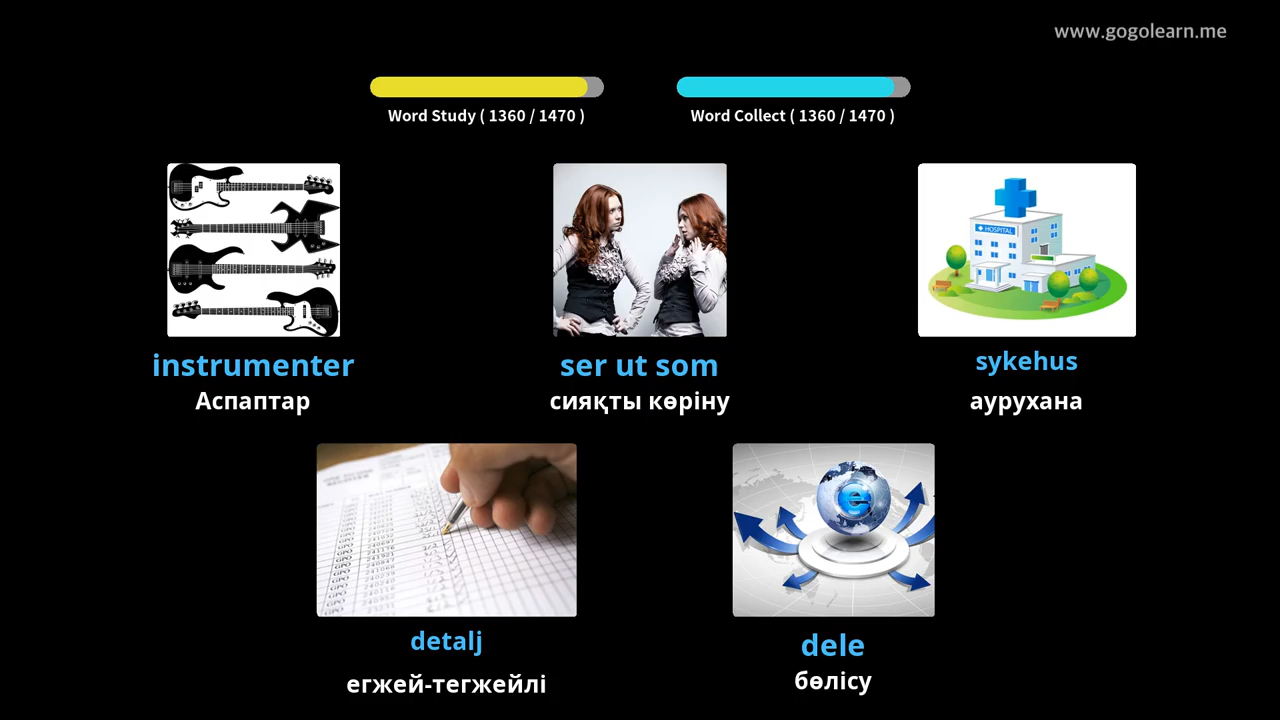 www.gogolearn.me
Word Study ( 1360 / 1470 )
Word Collect ( 1360 / 1470 )
HOSPITAL
instrumenter
ser ut som
sykehus
Аспаптар
сияқты көріну
аурухана
detalj
dele
егжей-тегжейлі
бөлісу